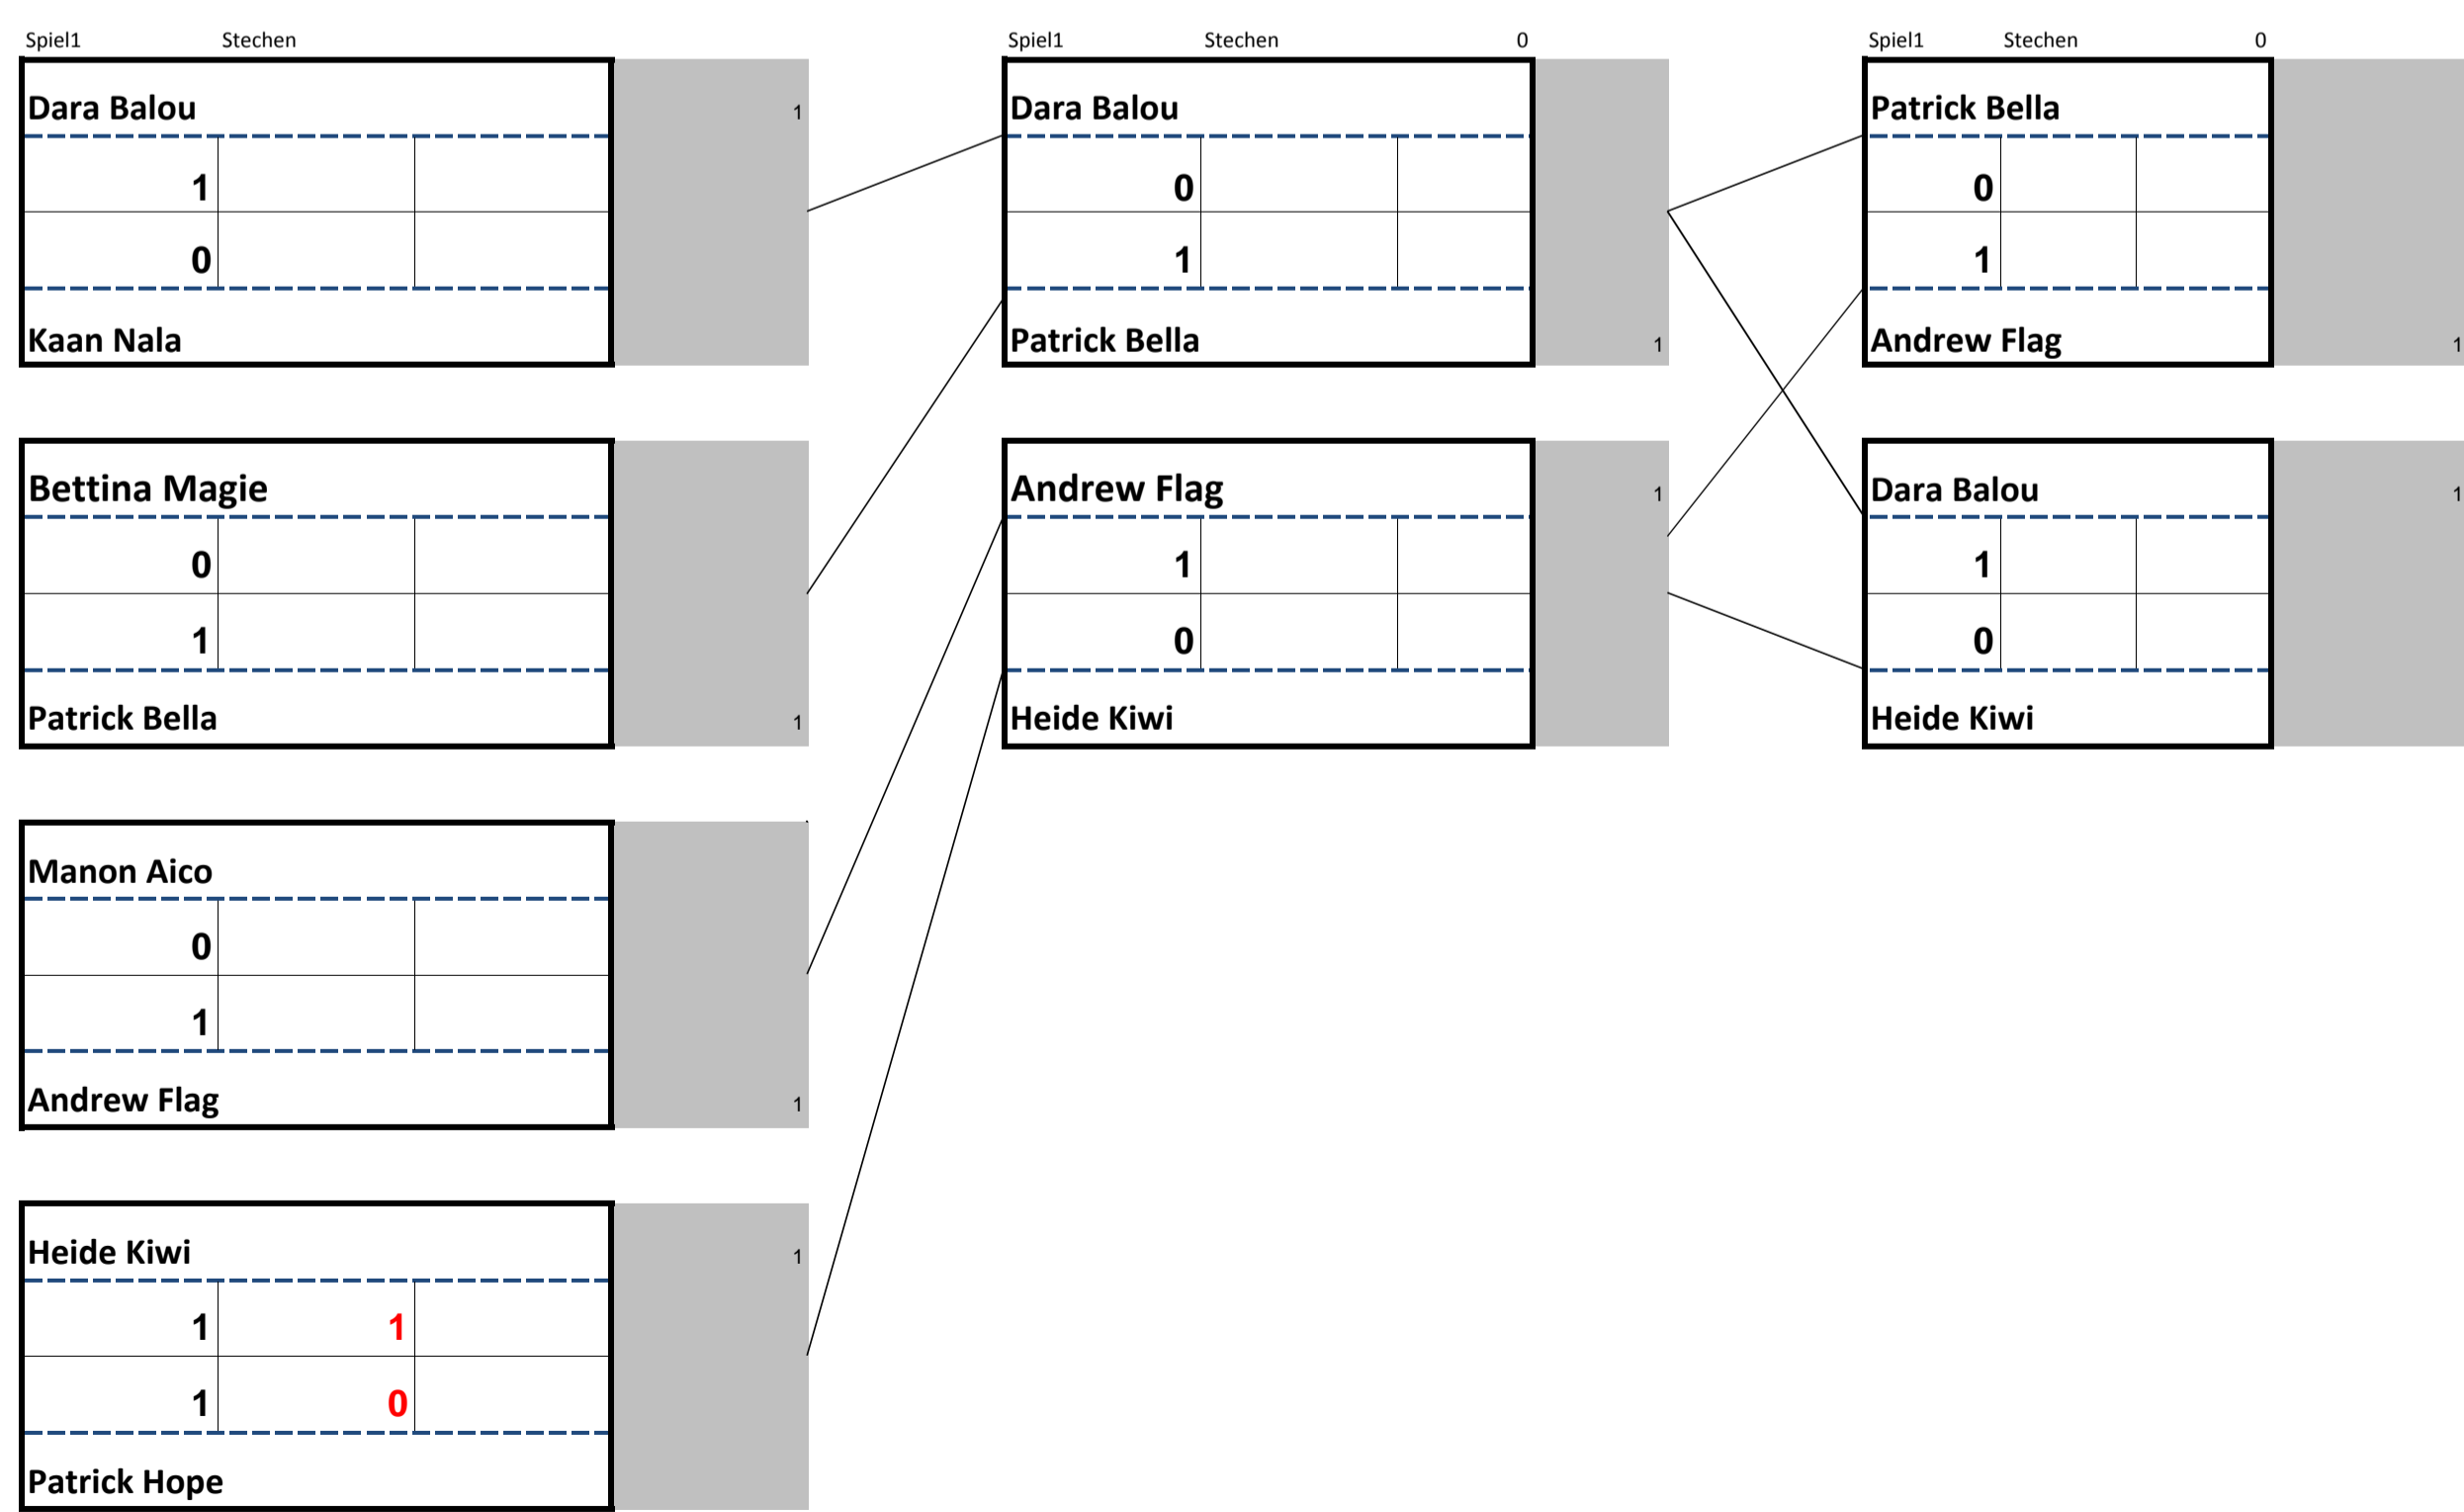 Spiel1 Stechen
Dara Balou 1
1
0
Kaan Nala
Bettina Magie
0
1
Patrick Bella 1
Manon Aico
0
1
Andrew Flag 1
Heide Kiwi 1
1 1
1 0
Patrick Hope
Spiel1 Stechen 0
Dara Balou
0
1
Patrick Bella 1
Andrew Flag 1
1
0
Heide Kiwi
Spiel1 Stechen 0
Patrick Bella
0
1
Andrew Flag 1
Dara Balou 1
1
0
Heide Kiwi